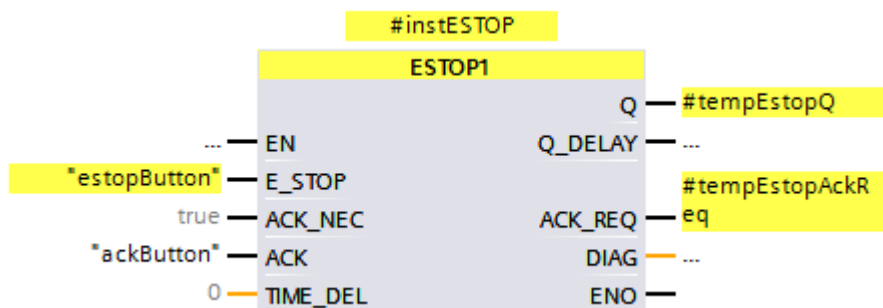 #instESTOP
ESTOP1
Q #tempEstopQ
... EN Q_DELAY ...
"estopButton" E_STOP
true ACK_NEC ACK_REQ #tempEstopAckR
eq
"ackButton" ACK DIAG ...
0 TIME_DEL ENO